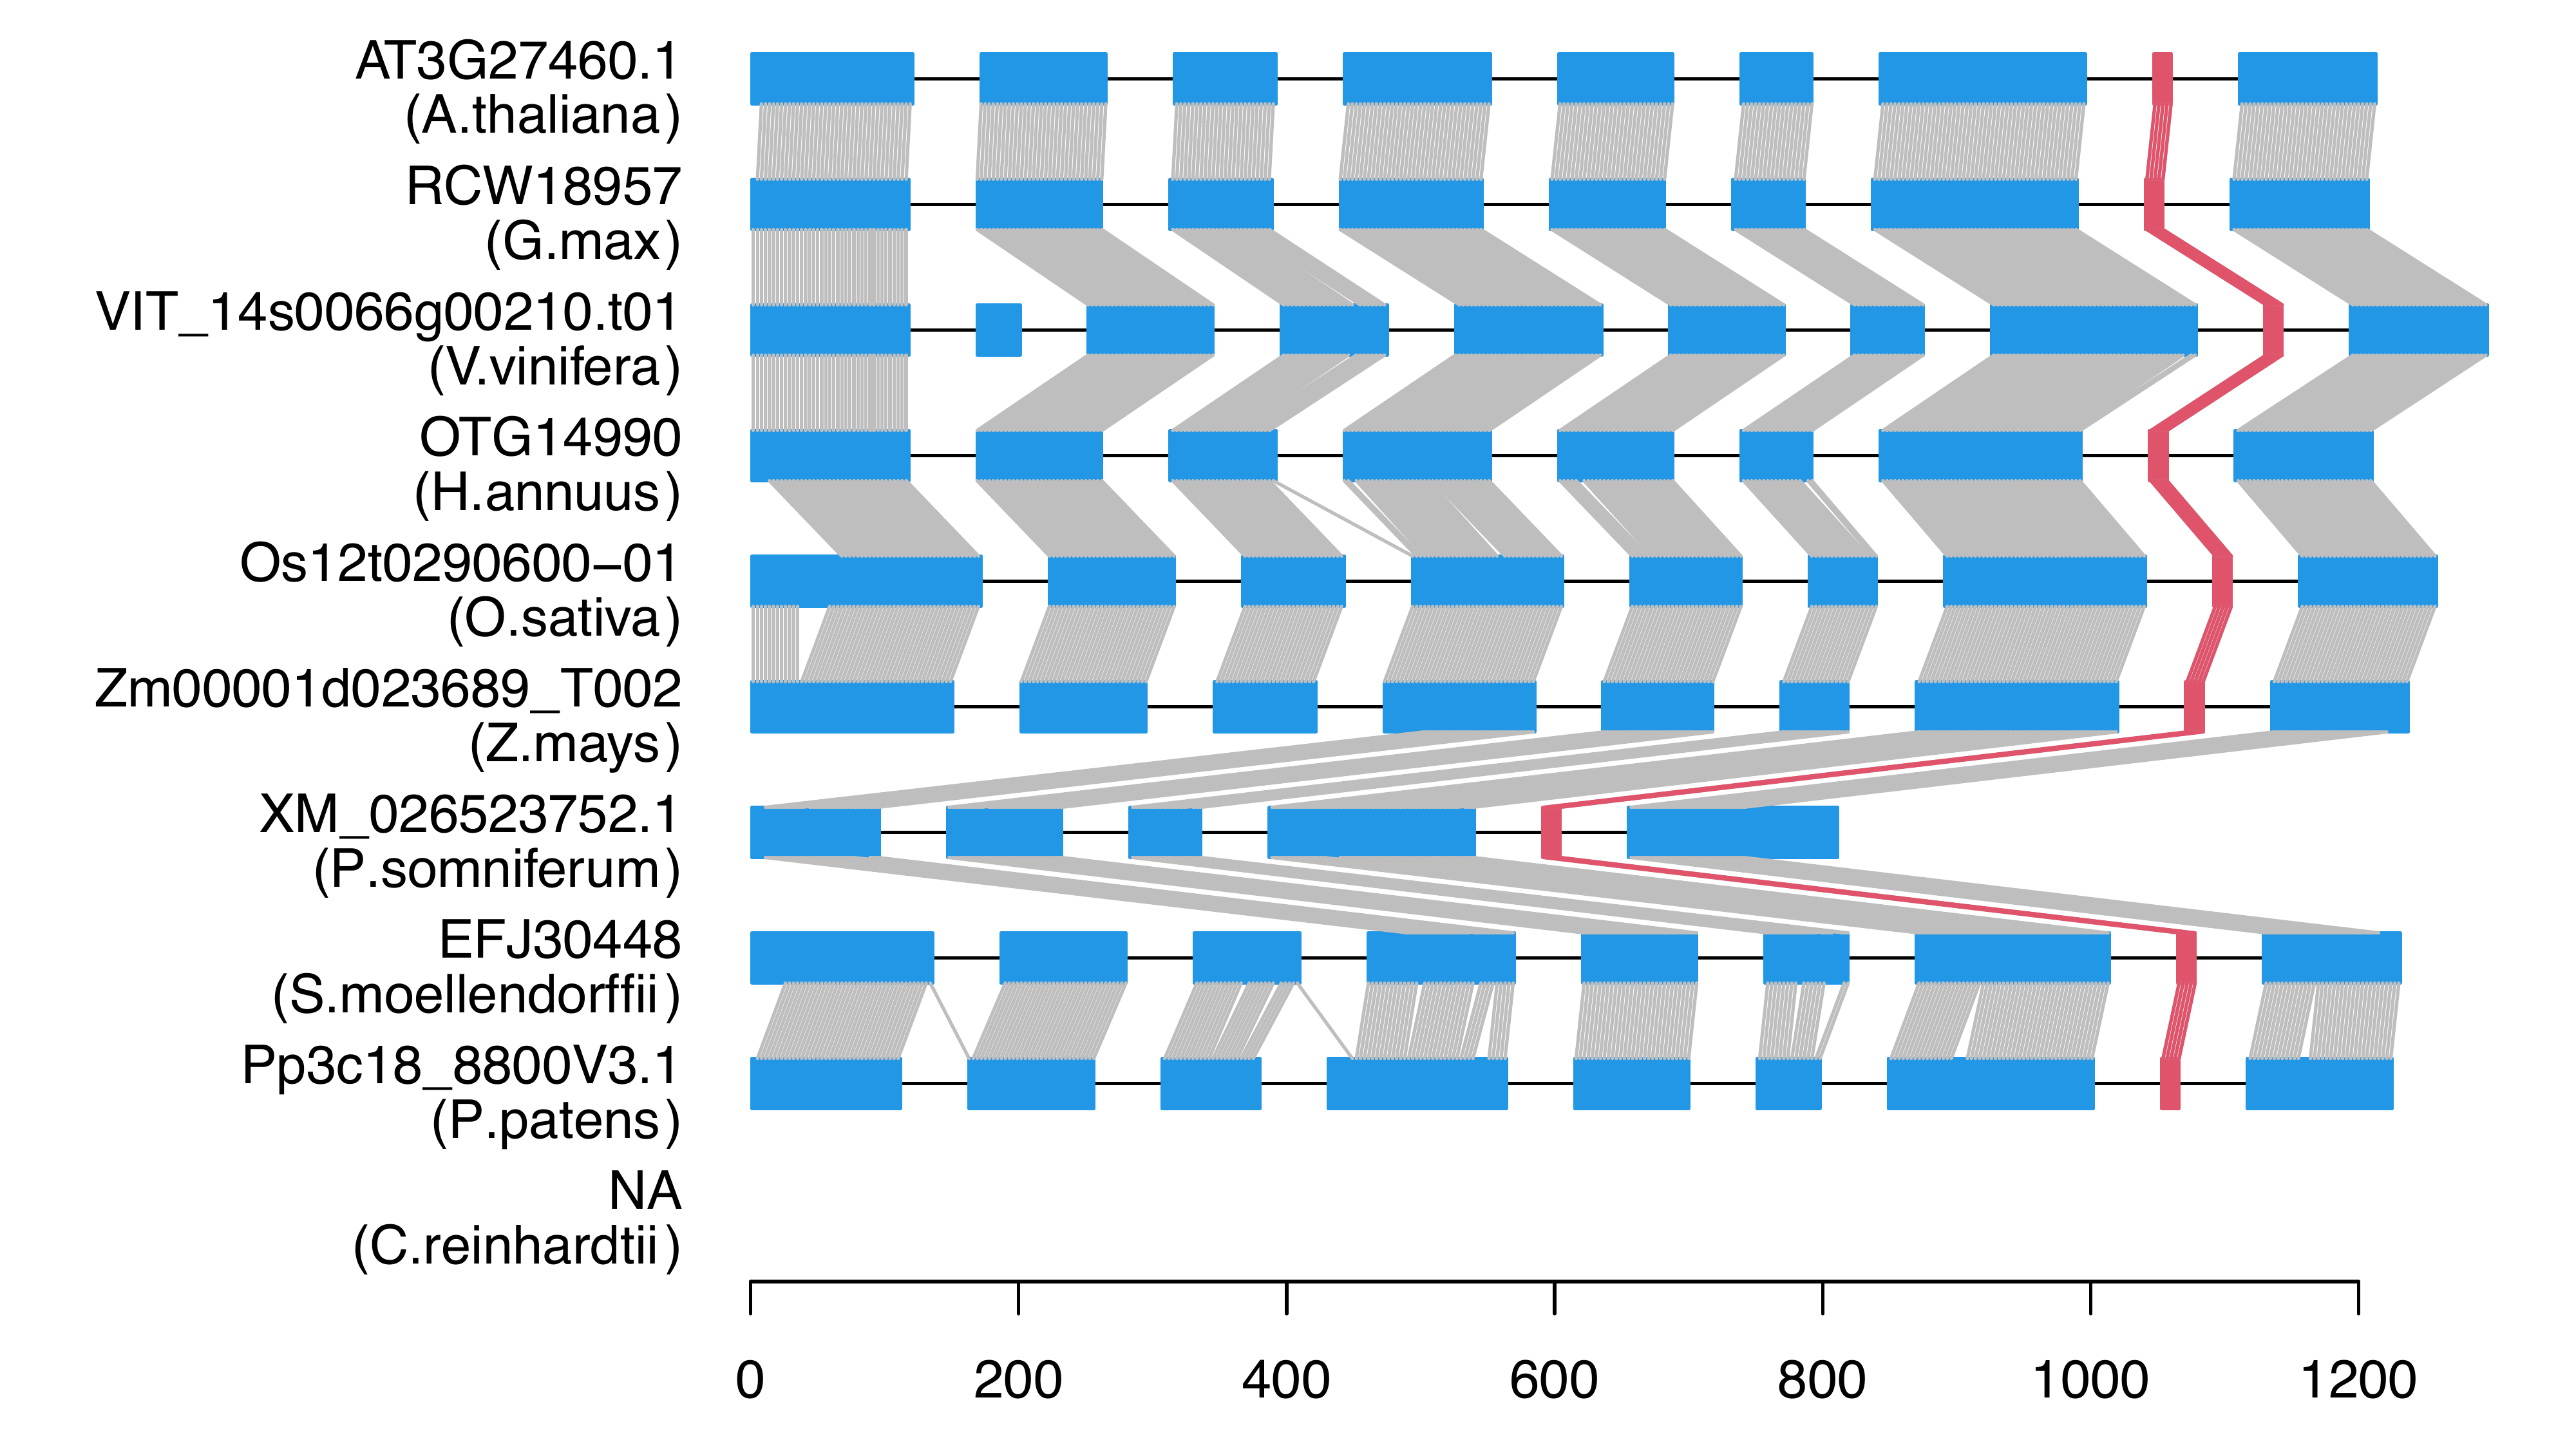 AT3G27460.1
(A.thaliana)
RCW18957
(G.max)
VIT_14s0066g00210.t01
(V.vinifera)
OTG14990
(H.annuus)
Os12t0290600−01
(O.sativa)
Zm00001d023689_T002
(Z.mays)
XM_026523752.1
(P.somniferum)
EFJ30448
(S.moellendorffii)
Pp3c18_8800V3.1
(P.patens)
NA
(C.reinhardtii)
0 200 400 600 800 1000 1200